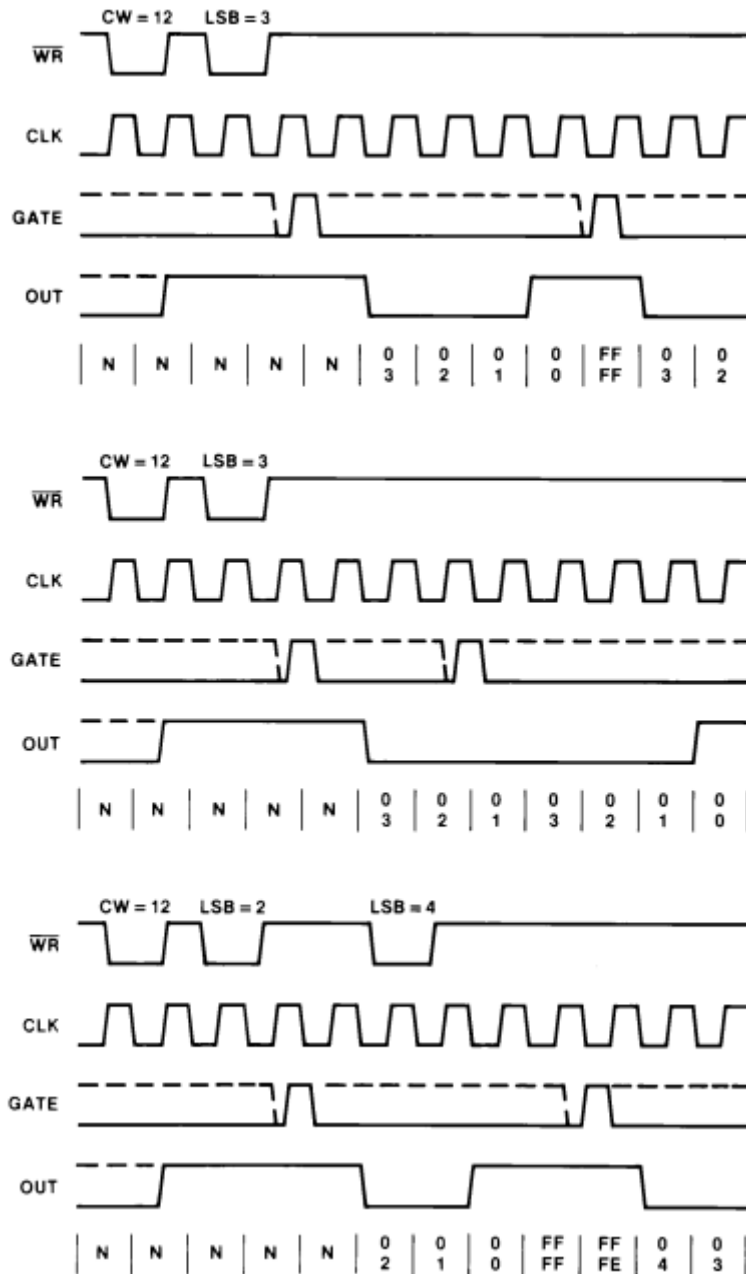 CW = 12 LSB = 3
WR
CLK
GATE
OUT
N N N N N 0 0 0 0 FF 0 0
3 2 1 0 FF 3 2
CW = 12 LSB = 3
WR
CLK
GATE
OUT
N N N N N 0 0 0 0 0 0 0
3 2 1 3 2 1 0
CW = 12 LSB = 2 LSB = 4
WR
CLK
GATE
OUT
N N N N N 0 0 0 FF FF 0 0
2 1 0 FF FE 4 3